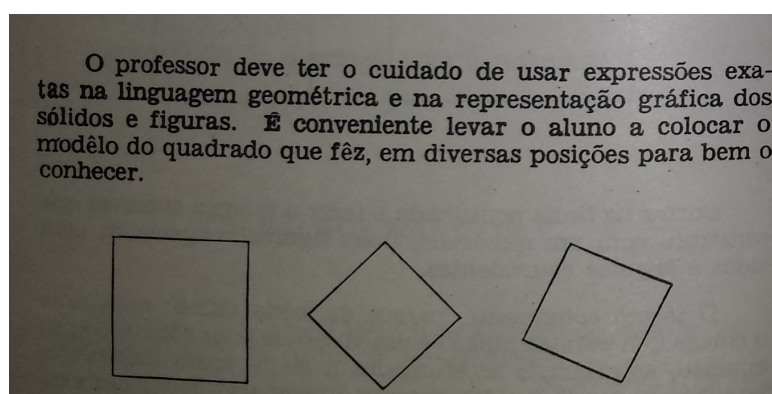 O professor deve ter o cuidado de usar expressões exa-
tas na linguagem geométrica e na representação gráfica dos
sólidos e figuras. É conveniente levar o aluno a colocar o
modêlo do quadrado que fêz, em diversas posições para bem o
conhecer.